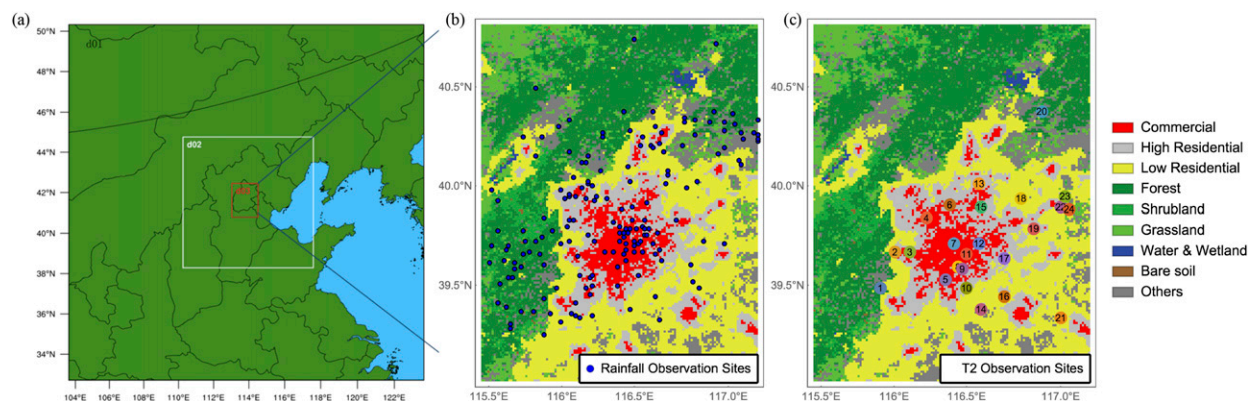 (a)
50°N
48°N
46°N
44°N
42°N
40°N
38°N
36°N
34°N
104°E 106°E 108°E 110°E 112°E 114°E 116°E 118°E 120°E 122°E
d01
d02
(b)
40.5°N
40.0°N
39.5°N
Rainfall Observation Sites
115.5°E 116.0°E 116.5°E 117.0°E
(c)
40.5°N
40.0°N
39.5°N
20
13
23
18
6
15
22
24
4
19
7
12
2
3
11
17
9
1
5
10
16
14
21
T2 Observation Sites
115.5°E 116.0°E 116.5°E 117.0°E
Commercial
High Residential
Low Residential
Forest
Shrubland
Grassland
Water & Wetland
Bare soil
Others